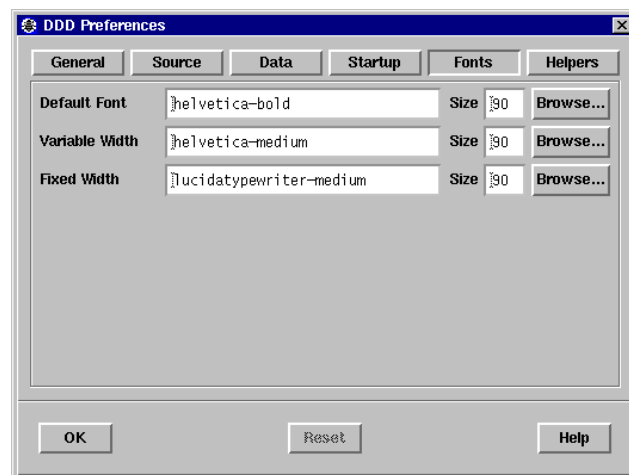 DDD Preferences
General Source Data Startup Fonts Helpers
Default Font helvetica-bold Size 90 Browse...
Variable Width helvetica-medium Size 90 Browse...
Fixed Width lucidatypewriter-medium Size 90 Browse...
OK Reset Help